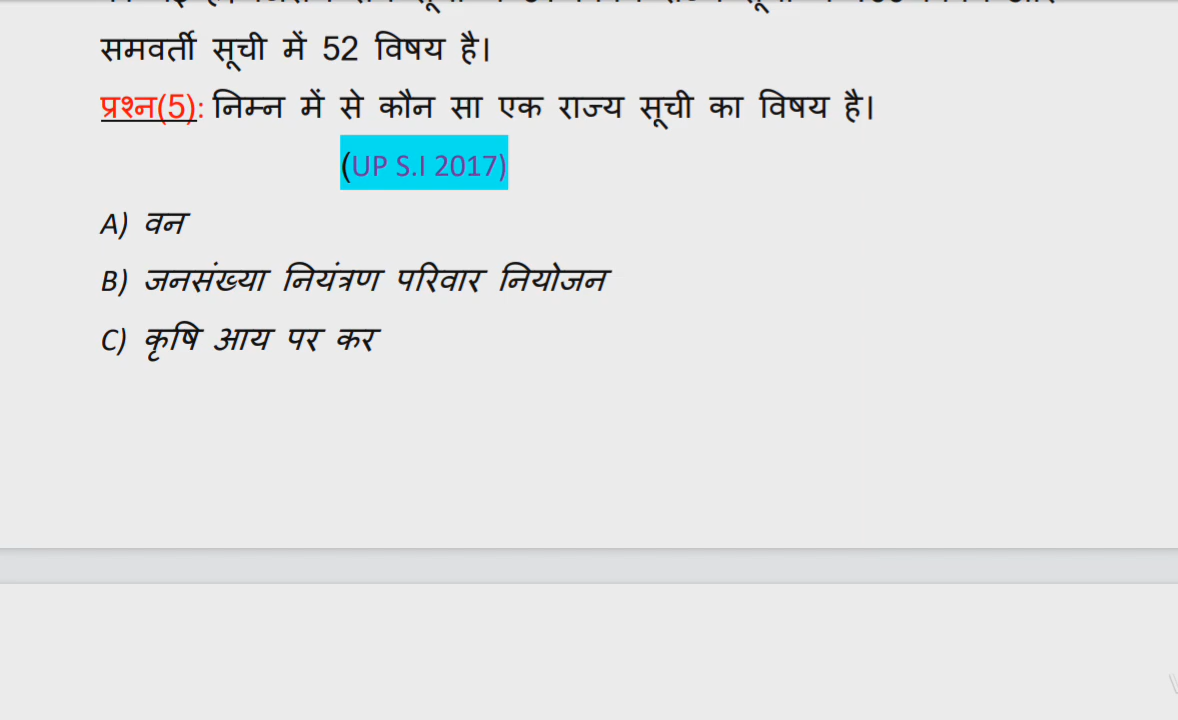 समवर्ती सूची में 52 विषय है।
प्रश्न(5): निम्न में से कौन सा एक राज्य सूची का विषय है।
(UP S.I 2017)
A) वन
B) जनसंख्या नियंत्रण परिवार नियोजन
C) कृषि आय पर कर